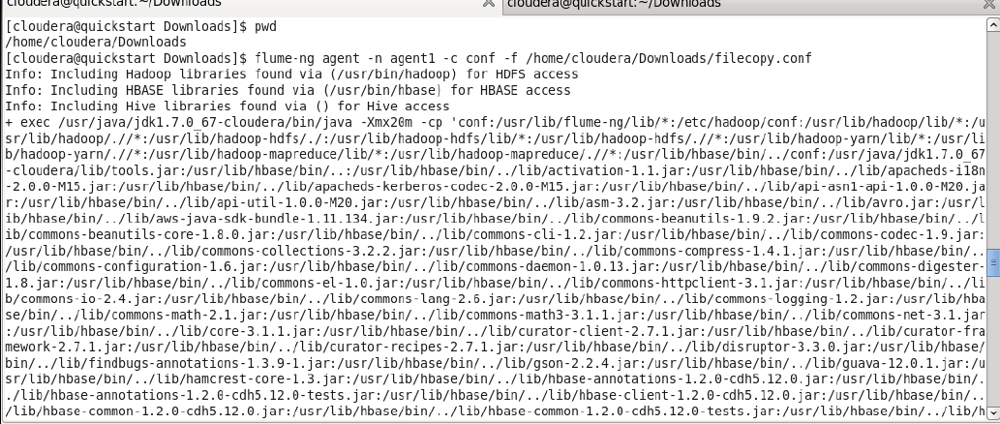 cloudera@quickstart:~/Downloads
cloudera@quickstart:~/Downloads
[cloudera@quickstart Downloads]$ pwd
/home/cloudera/Downloads
[cloudera@quickstart Downloads]$ flume-ng agent -n agent1 -c conf -f /home/cloudera/Downloads/filecopy.conf
Info: Including Hadoop libraries found via (/usr/bin/hadoop) for HDFS access
Info: Including HBASE libraries found via (/usr/bin/hbase) for HBASE access
Info: Including Hive libraries found via () for Hive access
+ exec /usr/java/jdk1.7.0_67-cloudera/bin/java -Xmx20m -cp 'conf:/usr/lib/flume-ng/lib/*:/etc/hadoop/conf:/usr/lib/hadoop/lib/*:/u
sr/lib/hadoop/.//*:/usr/lib/hadoop-hdfs/./:/usr/lib/hadoop-hdfs/lib/*:/usr/lib/hadoop-hdfs/.//*:/usr/lib/hadoop-yarn/lib/*:/usr/li
b/hadoop-yarn/.//*:/usr/lib/hadoop-mapreduce/lib/*:/usr/lib/hadoop-mapreduce/.//*:/usr/lib/hbase/bin/../conf:/usr/java/jdk1.7.0_67
-cloudera/lib/tools.jar:/usr/lib/hbase/bin/..:/usr/lib/hbase/bin/../lib/activation-1.1.jar:/usr/lib/hbase/bin/../lib/apacheds-i18n
-2.0.0-M15.jar:/usr/lib/hbase/bin/../lib/apacheds-kerberos-codec-2.0.0-M15.jar:/usr/lib/hbase/bin/../lib/api-asn1-api-1.0.0-M20.ja
r:/usr/lib/hbase/bin/../lib/api-util-1.0.0-M20.jar:/usr/lib/hbase/bin/../lib/asm-3.2.jar:/usr/lib/hbase/bin/../lib/avro.jar:/usr/l
ib/hbase/bin/../lib/aws-java-sdk-bundle-1.11.134.jar:/usr/lib/hbase/bin/../lib/commons-beanutils-1.9.2.jar:/usr/lib/hbase/bin/../l
ib/commons-beanutils-core-1.8.0.jar:/usr/lib/hbase/bin/../lib/commons-cli-1.2.jar:/usr/lib/hbase/bin/../lib/commons-codec-1.9.jar:
/usr/lib/hbase/bin/../lib/commons-collections-3.2.2.jar:/usr/lib/hbase/bin/../lib/commons-compress-1.4.1.jar:/usr/lib/hbase/bin/..
/lib/commons-configuration-1.6.jar:/usr/lib/hbase/bin/../lib/commons-daemon-1.0.13.jar:/usr/lib/hbase/bin/../lib/commons-digester-
1.8.jar:/usr/lib/hbase/bin/../lib/commons-el-1.0.jar:/usr/lib/hbase/bin/../lib/commons-httpclient-3.1.jar:/usr/lib/hbase/bin/../li
b/commons-io-2.4.jar:/usr/lib/hbase/bin/../lib/commons-lang-2.6.jar:/usr/lib/hbase/bin/../lib/commons-logging-1.2.jar:/usr/lib/hba
se/bin/../lib/commons-math-2.1.jar:/usr/lib/hbase/bin/../lib/commons-math3-3.1.1.jar:/usr/lib/hbase/bin/../lib/commons-net-3.1.jar
:/usr/lib/hbase/bin/../lib/core-3.1.1.jar:/usr/lib/hbase/bin/../lib/curator-client-2.7.1.jar:/usr/lib/hbase/bin/../lib/curator-fra
mework-2.7.1.jar:/usr/lib/hbase/bin/../lib/curator-recipes-2.7.1.jar:/usr/lib/hbase/bin/../lib/disruptor-3.3.0.jar:/usr/lib/hbase/
bin/../lib/findbugs-annotations-1.3.9-1.jar:/usr/lib/hbase/bin/../lib/gson-2.2.4.jar:/usr/lib/hbase/bin/../lib/guava-12.0.1.jar:/u
sr/lib/hbase/bin/../lib/hamcrest-core-1.3.jar:/usr/lib/hbase/bin/../lib/hbase-annotations-1.2.0-cdh5.12.0.jar:/usr/lib/hbase/bin/.
./lib/hbase-annotations-1.2.0-cdh5.12.0-tests.jar:/usr/lib/hbase/bin/../lib/hbase-client-1.2.0-cdh5.12.0.jar:/usr/lib/hbase/bin/..
/lib/hbase-common-1.2.0-cdh5.12.0.jar:/usr/lib/hbase/bin/../lib/hbase-common-1.2.0-cdh5.12.0-tests.jar:/usr/lib/hbase/bin/../lib/h